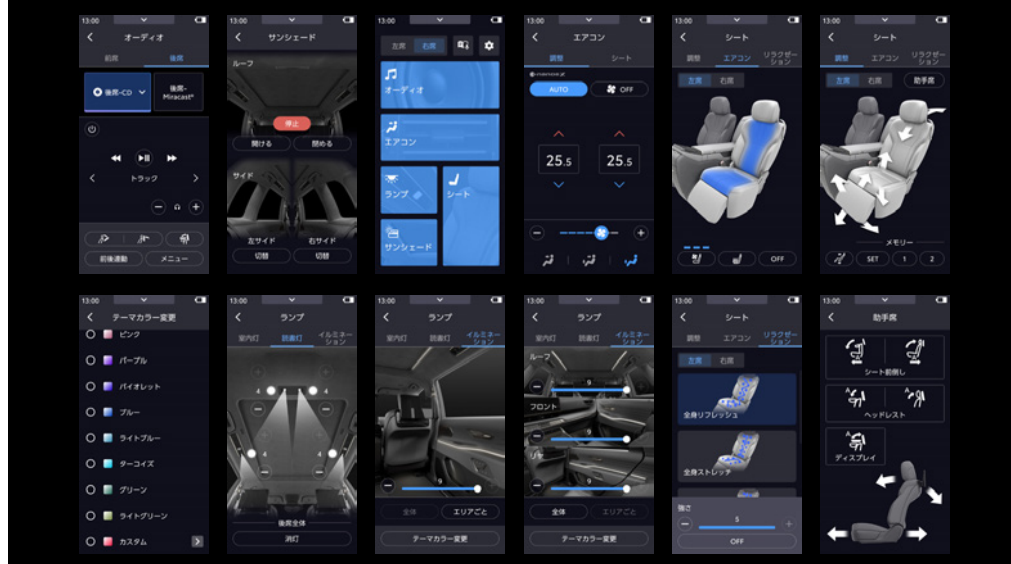 13:00
オーディオ
前席
後席
後席-CD
後席-
Miracast®
トラック
前後連動
メニュー
13:00
サンシェード
ルーフ
停止
開ける
閉める
サイド
左サイド
右サイド
切替
切替
13:00
左席
右席
オーディオ
エアコン
ランプ
シート
サンシェード
13:00
エアコン
調整
シート
nanoe X
AUTO
OFF
25.5
25.5
13:00
シート
調整
エアコン
リラクゼー
ション
左席
右席
OFF
13:00
シート
調整
エアコン
リラクゼー
ション
左席
右席
助手席
メモリー
SET
1
2
13:00
テーマカラー変更
ピンク
パープル
バイオレット
ブルー
ライトブルー
ターコイズ
グリーン
ライトグリーン
カスタム
13:00
ランプ
室内灯
読書灯
イルミネー
ション
4
4
4
4
後席全体
消灯
13:00
ランプ
室内灯
読書灯
イルミネー
ション
9
全体
エリアごと
テーマカラー変更
13:00
ランプ
室内灯
読書灯
イルミネー
ション
ルーフ
9
フロント
9
リヤ
9
全体
エリアごと
テーマカラー変更
13:00
シート
調整
エアコン
リラクゼー
ション
左席
右席
全身リフレッシュ
全身ストレッチ
強さ
5
OFF
13:00
助手席
シート前倒し
A
A
ヘッドレスト
A
ディスプレイ